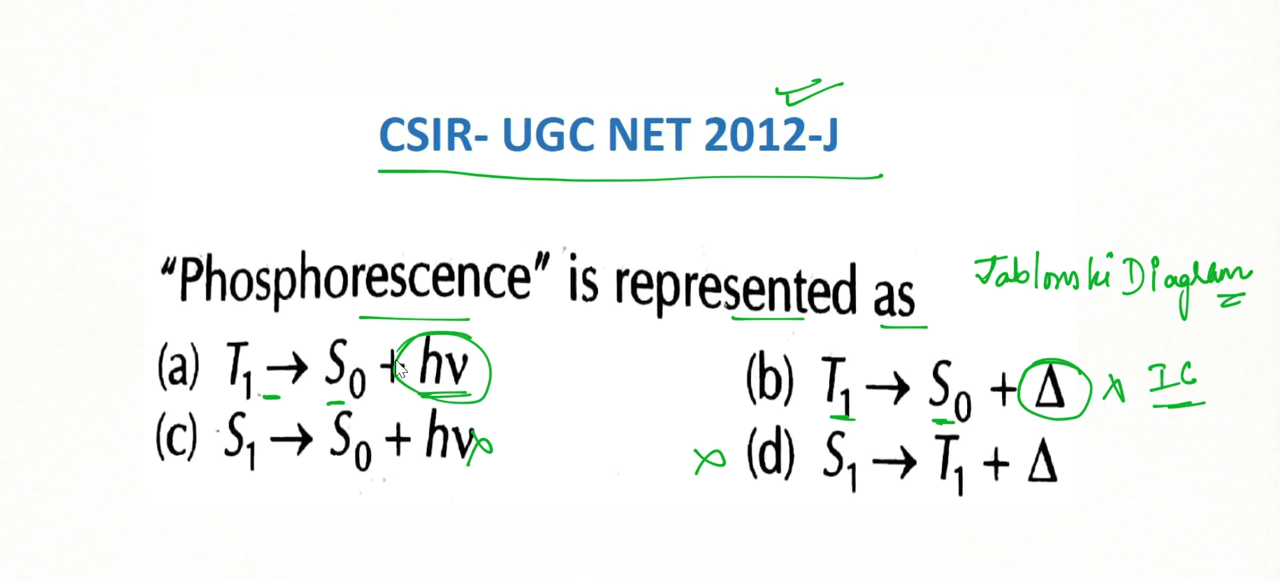 CSIR- UGC NET 2012-J
"Phosphorescence" is represented as
Jablonski Diagram
(a) T₁ → S₀ + hν
(b) T₁ → S₀ + Δ × IC
(c) S₁ → S₀ + hν ×
× (d) S₁ → T₁ + Δ